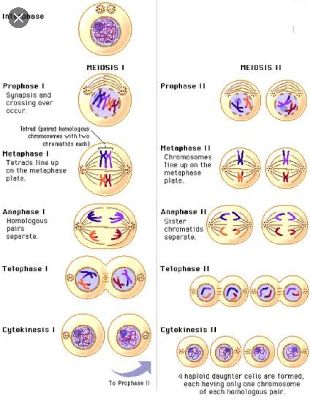 Interphase
MEIOSIS I
Prophase I
Synapsis and
crossing over
occur.
Tetrad (paired homologous
chromosomes with two
chromatids each)
Metaphase I
Tetrads line up
on the metaphase
plate.
Anaphase I
Homologous
pairs
separate.
Telophase I
Cytokinesis I
To Prophase II
MEIOSIS II
Prophase II
Metaphase II
Chromosomes
line up on the
metaphase
plate.
Anaphase II
Sister
chromatids
separate.
Telophase II
Cytokinesis II
4 haploid daughter cells are formed,
each having only one chromosome
of each homologous pair.